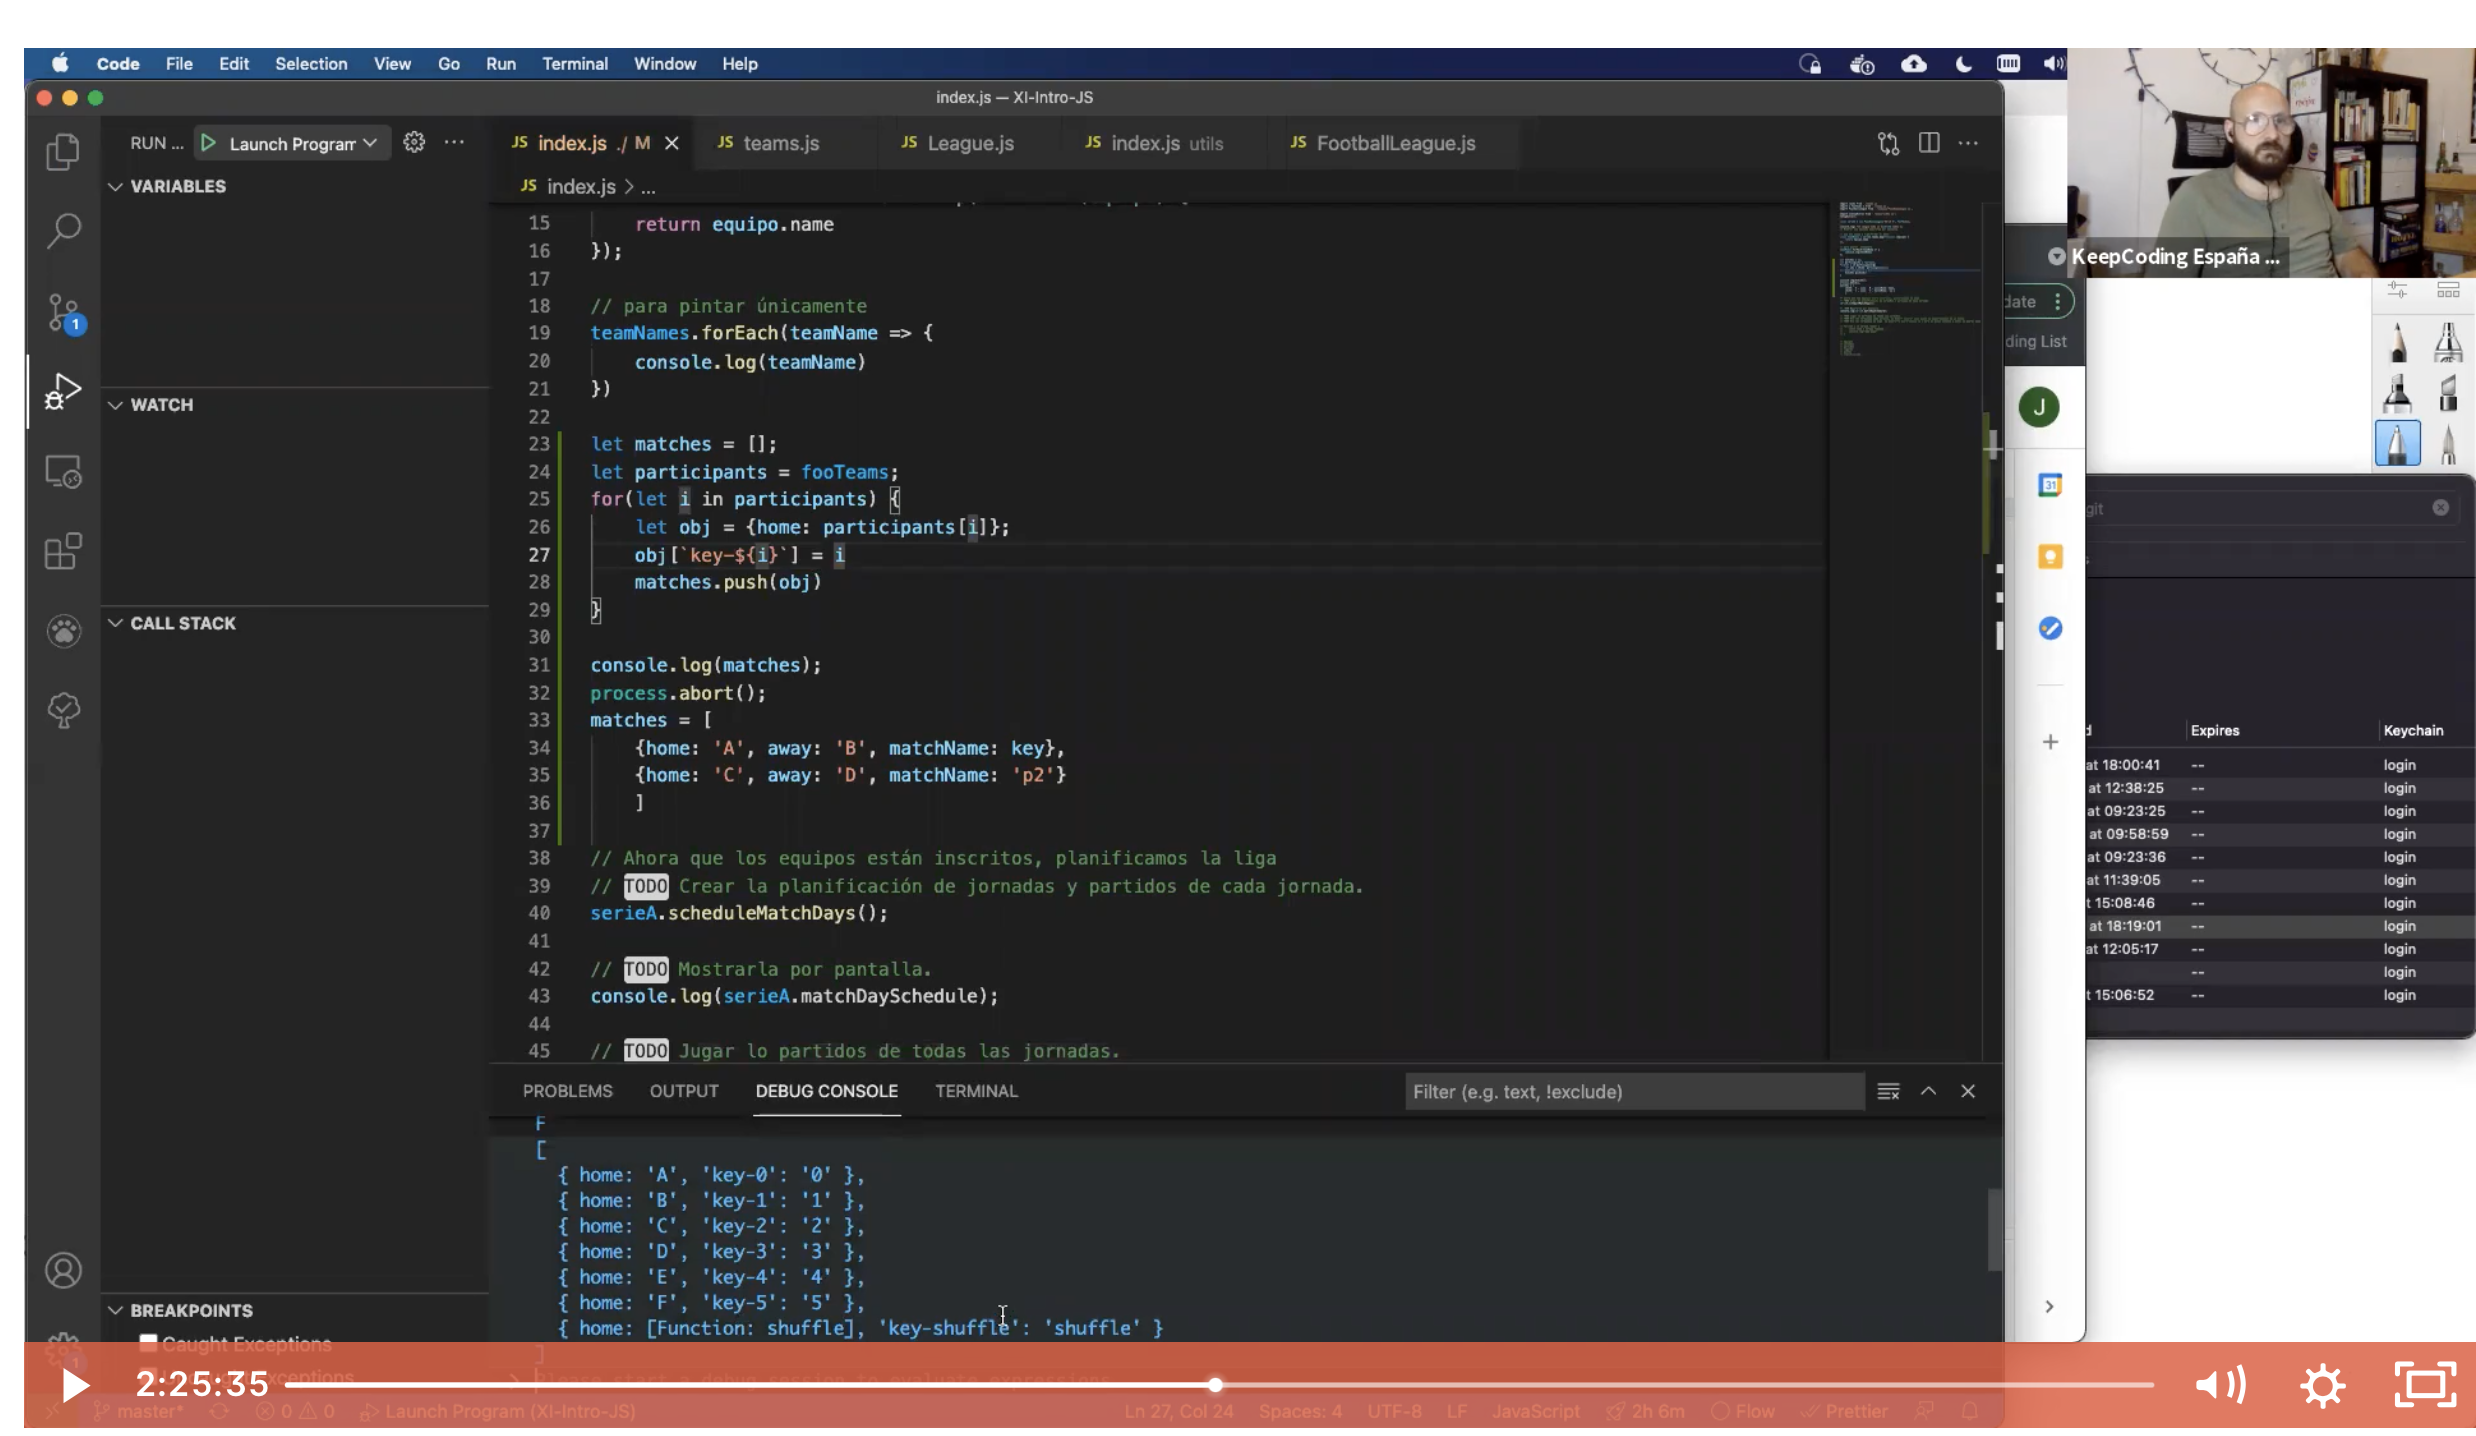 Code File Edit Selection View Go Run Terminal Window Help
index.js — XI-Intro-JS
KeepCoding España ...
RUN ... Launch Program
JS index.js ./ M
JS teams.js
JS League.js
JS index.js utils
JS FootballLeague.js
JS index.js > ...
VARIABLES
WATCH
CALL STACK
BREAKPOINTS
Caught Exceptions
1
15 return equipo.name
16 });
17
18 // para pintar únicamente
19 teamNames.forEach(teamName => {
20 console.log(teamName)
21 })
22
23 let matches = [];
24 let participants = fooTeams;
25 for(let i in participants) {
26 let obj = {home: participants[i]};
27 obj[`key-${i}`] = i
28 matches.push(obj)
29 }
30
31 console.log(matches);
32 process.abort();
33 matches = [
34 {home: 'A', away: 'B', matchName: key},
35 {home: 'C', away: 'D', matchName: 'p2'}
36 ]
37
38 // Ahora que los equipos están inscritos, planificamos la liga
39 // TODO Crear la planificación de jornadas y partidos de cada jornada.
40 serieA.scheduleMatchDays();
41
42 // TODO Mostrarla por pantalla.
43 console.log(serieA.matchDaySchedule);
44
45 // TODO Jugar lo partidos de todas las jornadas.
PROBLEMS OUTPUT DEBUG CONSOLE TERMINAL
Filter (e.g. text, !exclude)
F
[
{ home: 'A', 'key-0': '0' },
{ home: 'B', 'key-1': '1' },
{ home: 'C', 'key-2': '2' },
{ home: 'D', 'key-3': '3' },
{ home: 'E', 'key-4': '4' },
{ home: 'F', 'key-5': '5' },
{ home: [Function: shuffle], 'key-shuffle': 'shuffle' }
]
date
ding List
J
31
git
Expires Keychain
at 18:00:41 -- login
at 12:38:25 -- login
at 09:23:25 -- login
at 09:58:59 -- login
at 09:23:36 -- login
at 11:39:05 -- login
t 15:08:46 -- login
at 18:19:01 -- login
at 12:05:17 -- login
-- login
t 15:06:52 -- login
2:25:35
master* 0 0 Launch Program (XI-Intro-JS)
Ln 27, Col 24 Spaces: 4 UTF-8 LF JavaScript 2h 6m Flow Prettier